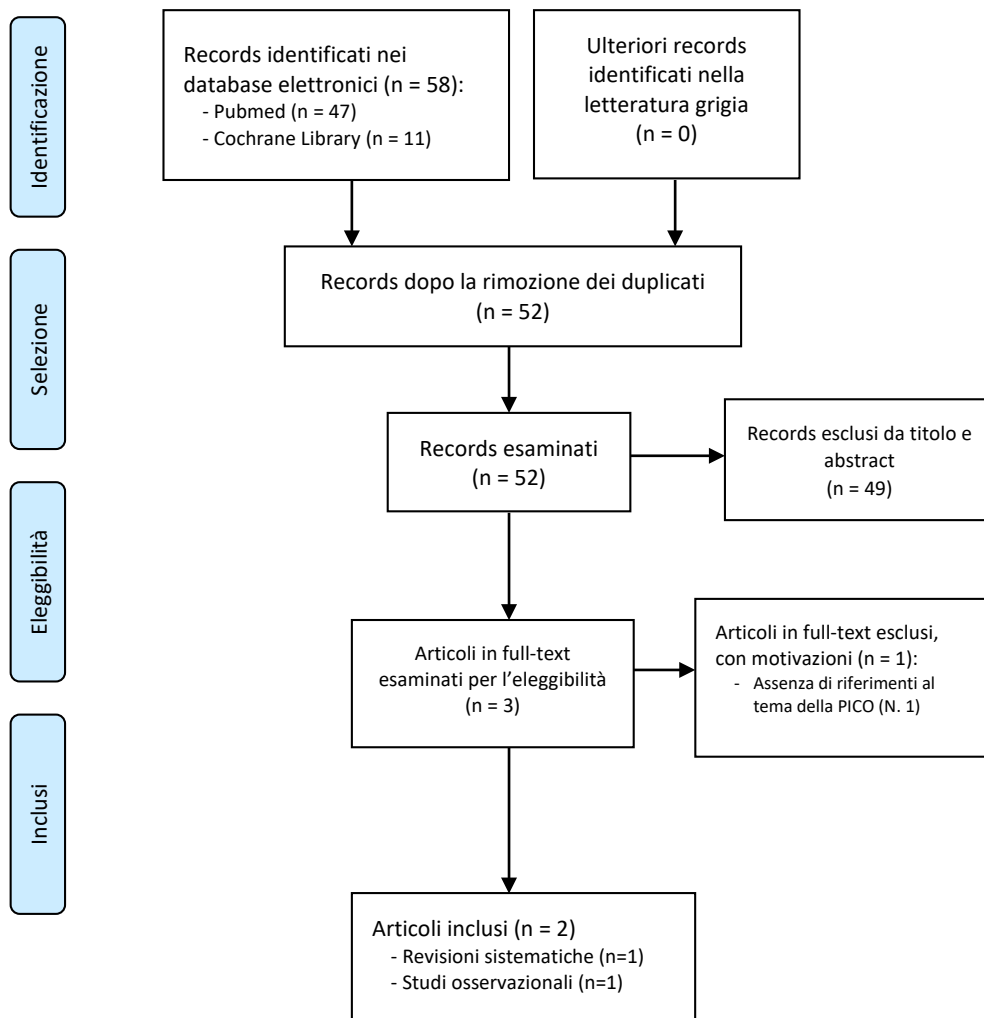 Identificazione
Records identificati nei
database elettronici (n = 58):
- Pubmed (n = 47)
- Cochrane Library (n = 11)
Ulteriori records
identificati nella
letteratura grigia
(n = 0)
Selezione
Records dopo la rimozione dei duplicati
(n = 52)
Records esaminati
(n = 52)
Records esclusi da titolo e
abstract
(n = 49)
Eleggibilità
Articoli in full-text
esaminati per l'eleggibilità
(n = 3)
Articoli in full-text esclusi,
con motivazioni (n = 1):
- Assenza di riferimenti al
tema della PICO (N. 1)
Inclusi
Articoli inclusi (n = 2)
- Revisioni sistematiche (n=1)
- Studi osservazionali (n=1)